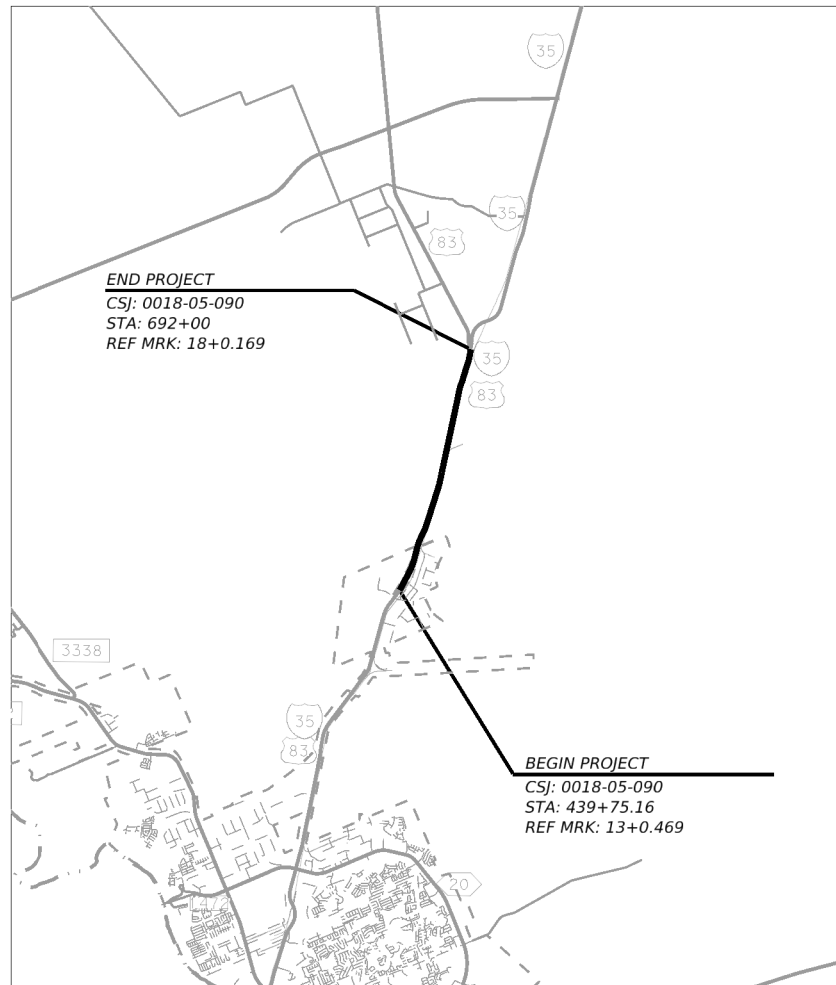 35
35
83
END PROJECT
CSJ: 0018-05-090
STA: 692+00
REF MRK: 18+0.169
35
83
3338
35
83
BEGIN PROJECT
CSJ: 0018-05-090
STA: 439+75.16
REF MRK: 13+0.469
20
1472